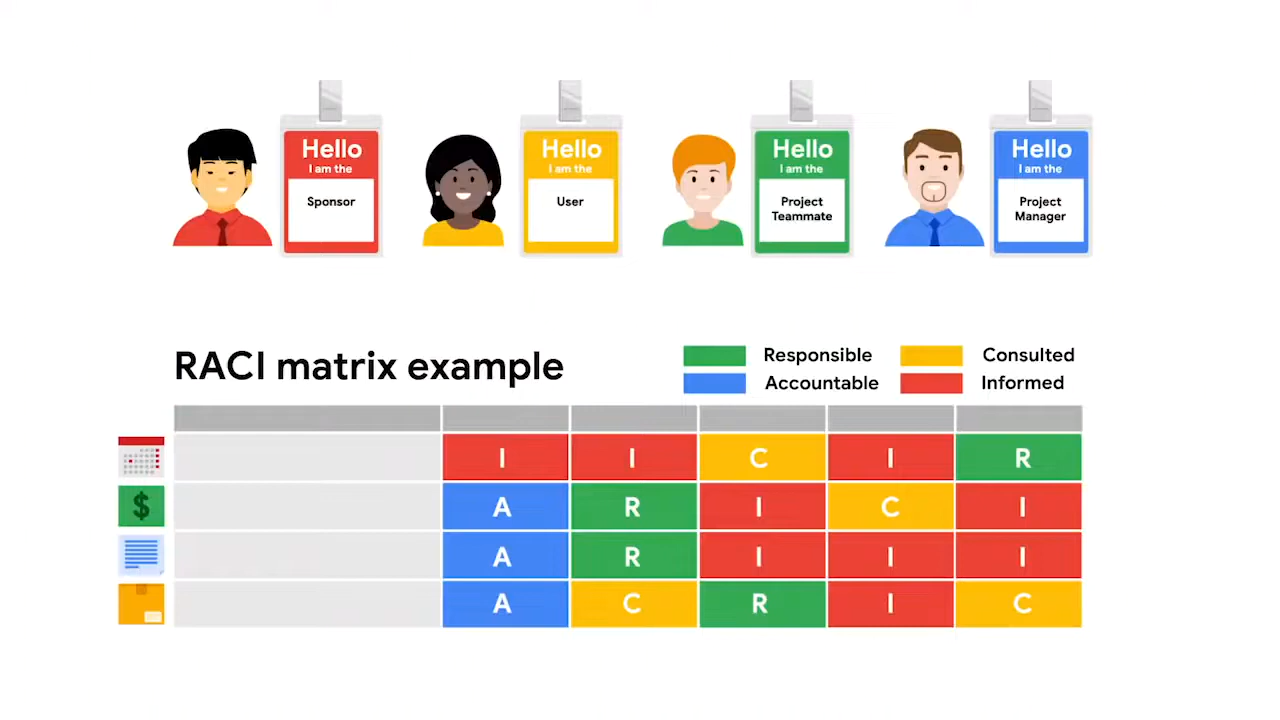 Hello
I am the
Sponsor
Hello
I am the
User
Hello
I am the
Project
Teammate
Hello
I am the
Project
Manager
RACI matrix example
Responsible
Consulted
Accountable
Informed
I I C I R
$
A R I C I
A R I I I
A C R I C